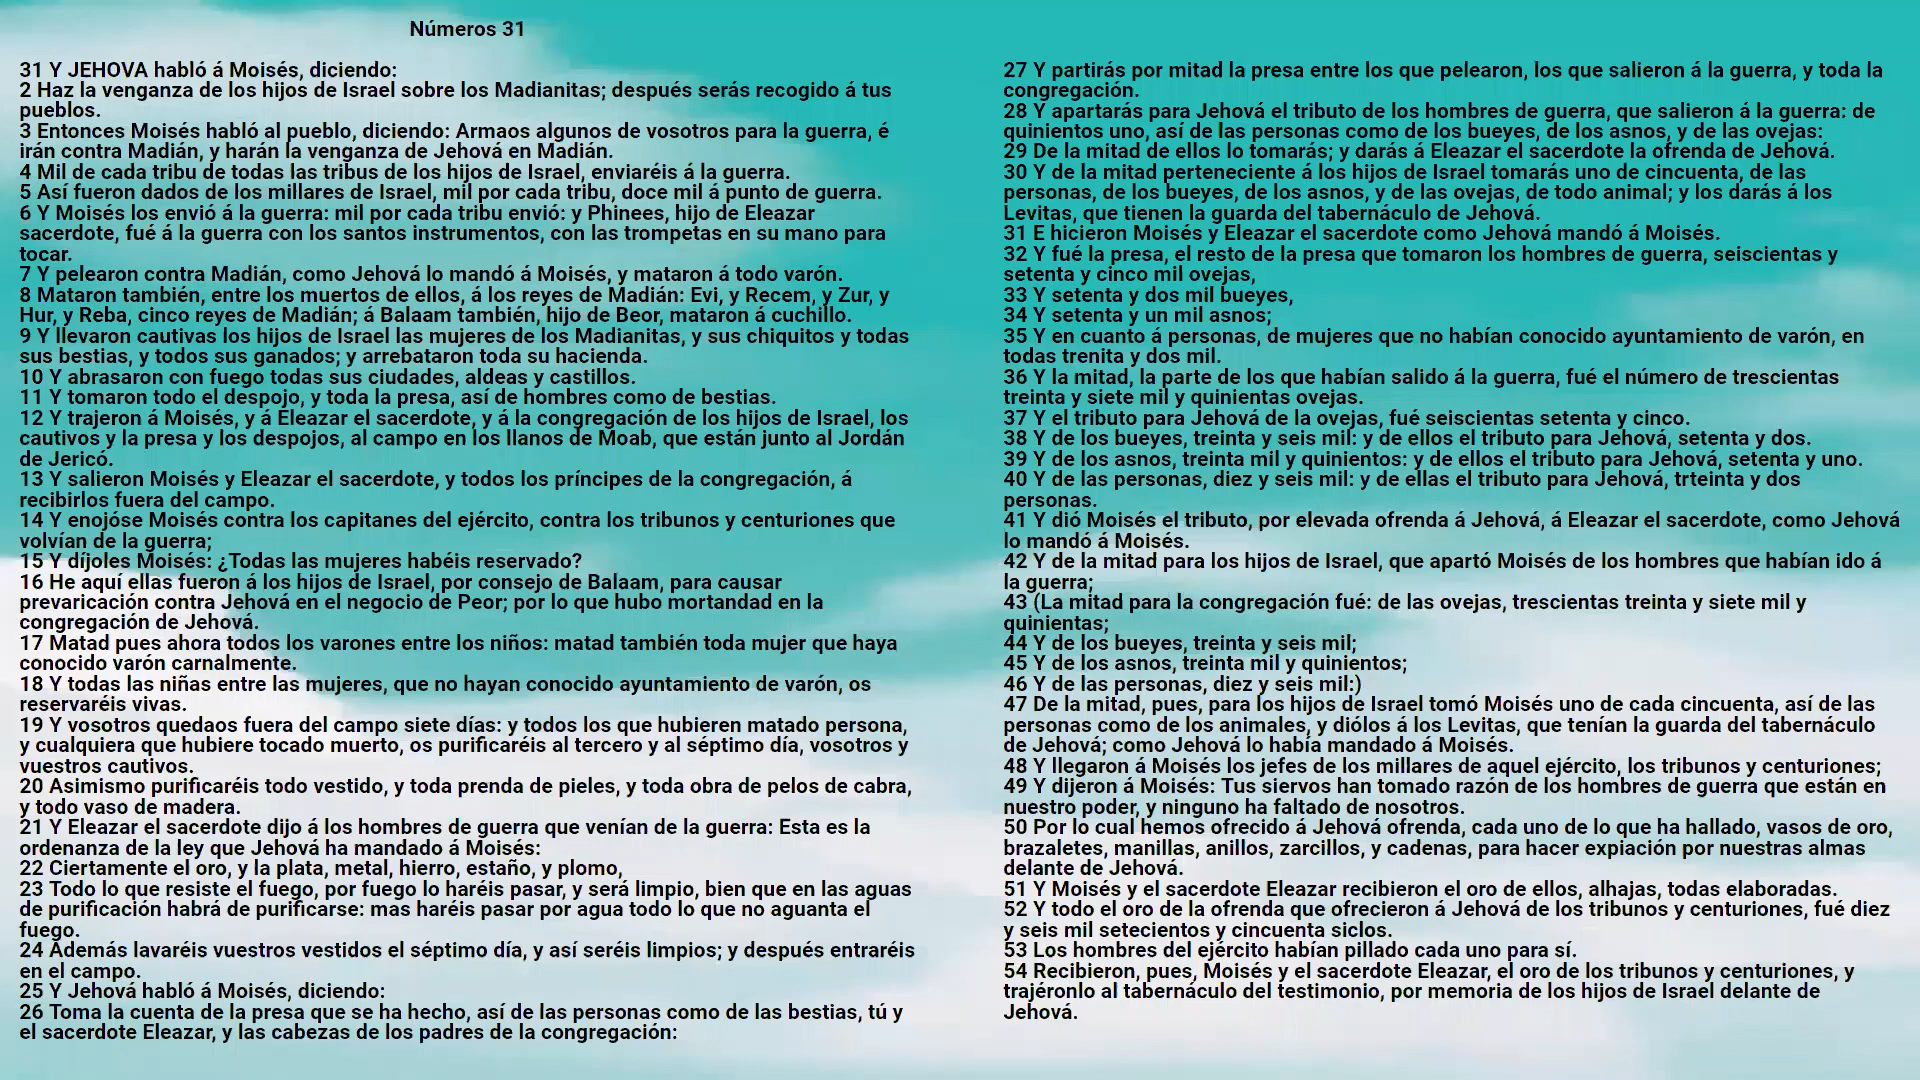 Números 31
31 Y JEHOVA habló á Moisés, diciendo:
2 Haz la venganza de los hijos de Israel sobre los Madianitas; después serás recogido á tus
pueblos.
3 Entonces Moisés habló al pueblo, diciendo: Armaos algunos de vosotros para la guerra, é
irán contra Madián, y harán la venganza de Jehová en Madián.
4 Mil de cada tribu de todas las tribus de los hijos de Israel, enviaréis á la guerra.
5 Así fueron dados de los millares de Israel, mil por cada tribu, doce mil á punto de guerra.
6 Y Moisés los envió á la guerra: mil por cada tribu envió: y Phinees, hijo de Eleazar
sacerdote, fué á la guerra con los santos instrumentos, con las trompetas en su mano para
tocar.
7 Y pelearon contra Madián, como Jehová lo mandó á Moisés, y mataron á todo varón.
8 Mataron también, entre los muertos de ellos, á los reyes de Madián: Evi, y Recem, y Zur, y
Hur, y Reba, cinco reyes de Madián; á Balaam también, hijo de Beor, mataron á cuchillo.
9 Y llevaron cautivas los hijos de Israel las mujeres de los Madianitas, y sus chiquitos y todas
sus bestias, y todos sus ganados; y arrebataron toda su hacienda.
10 Y abrasaron con fuego todas sus ciudades, aldeas y castillos.
11 Y tomaron todo el despojo, y toda la presa, así de hombres como de bestias.
12 Y trajeron á Moisés, y á Eleazar el sacerdote, y á la congregación de los hijos de Israel, los
cautivos y la presa y los despojos, al campo en los llanos de Moab, que están junto al Jordán
de Jericó.
13 Y salieron Moisés y Eleazar el sacerdote, y todos los príncipes de la congregación, á
recibirlos fuera del campo.
14 Y enojóse Moisés contra los capitanes del ejército, contra los tribunos y centuriones que
volvían de la guerra;
15 Y díjoles Moisés: ¿Todas las mujeres habéis reservado?
16 He aquí ellas fueron á los hijos de Israel, por consejo de Balaam, para causar
prevaricación contra Jehová en el negocio de Peor; por lo que hubo mortandad en la
congregación de Jehová.
17 Matad pues ahora todos los varones entre los niños: matad también toda mujer que haya
conocido varón carnalmente.
18 Y todas las niñas entre las mujeres, que no hayan conocido ayuntamiento de varón, os
reservaréis vivas.
19 Y vosotros quedaos fuera del campo siete días: y todos los que hubieren matado persona,
y cualquiera que hubiere tocado muerto, os purificaréis al tercero y al séptimo día, vosotros y
vuestros cautivos.
20 Asimismo purificaréis todo vestido, y toda prenda de pieles, y toda obra de pelos de cabra,
y todo vaso de madera.
21 Y Eleazar el sacerdote dijo á los hombres de guerra que venían de la guerra: Esta es la
ordenanza de la ley que Jehová ha mandado á Moisés:
22 Ciertamente el oro, y la plata, metal, hierro, estaño, y plomo,
23 Todo lo que resiste el fuego, por fuego lo haréis pasar, y será limpio, bien que en las aguas
de purificación habrá de purificarse: mas haréis pasar por agua todo lo que no aguanta el
fuego.
24 Además lavaréis vuestros vestidos el séptimo día, y así seréis limpios; y después entraréis
en el campo.
25 Y Jehová habló á Moisés, diciendo:
26 Toma la cuenta de la presa que se ha hecho, así de las personas como de las bestias, tú y
el sacerdote Eleazar, y las cabezas de los padres de la congregación:
27 Y partirás por mitad la presa entre los que pelearon, los que salieron á la guerra, y toda la
congregación.
28 Y apartarás para Jehová el tributo de los hombres de guerra, que salieron á la guerra: de
quinientos uno, así de las personas como de los bueyes, de los asnos, y de las ovejas:
29 De la mitad de ellos lo tomarás; y darás á Eleazar el sacerdote la ofrenda de Jehová.
30 Y de la mitad perteneciente á los hijos de Israel tomarás uno de cincuenta, de las
personas, de los bueyes, de los asnos, y de las ovejas, de todo animal; y los darás á los
Levitas, que tienen la guarda del tabernáculo de Jehová.
31 E hicieron Moisés y Eleazar el sacerdote como Jehová mandó á Moisés.
32 Y fué la presa, el resto de la presa que tomaron los hombres de guerra, seiscientas y
setenta y cinco mil ovejas,
33 Y setenta y dos mil bueyes,
34 Y setenta y un mil asnos;
35 Y en cuanto á personas, de mujeres que no habían conocido ayuntamiento de varón, en
todas trenita y dos mil.
36 Y la mitad, la parte de los que habían salido á la guerra, fué el número de trescientas
treinta y siete mil y quinientas ovejas.
37 Y el tributo para Jehová de la ovejas, fué seiscientas setenta y cinco.
38 Y de los bueyes, treinta y seis mil: y de ellos el tributo para Jehová, setenta y dos.
39 Y de los asnos, treinta mil y quinientos: y de ellos el tributo para Jehová, setenta y uno.
40 Y de las personas, diez y seis mil: y de ellas el tributo para Jehová, trteinta y dos
personas.
41 Y dió Moisés el tributo, por elevada ofrenda á Jehová, á Eleazar el sacerdote, como Jehová
lo mandó á Moisés.
42 Y de la mitad para los hijos de Israel, que apartó Moisés de los hombres que habían ido á
la guerra;
43 (La mitad para la congregación fué: de las ovejas, trescientas treinta y siete mil y
quinientas;
44 Y de los bueyes, treinta y seis mil;
45 Y de los asnos, treinta mil y quinientos;
46 Y de las personas, diez y seis mil:)
47 De la mitad, pues, para los hijos de Israel tomó Moisés uno de cada cincuenta, así de las
personas como de los animales, y diólos á los Levitas, que tenían la guarda del tabernáculo
de Jehová; como Jehová lo había mandado á Moisés.
48 Y llegaron á Moisés los jefes de los millares de aquel ejército, los tribunos y centuriones;
49 Y dijeron á Moisés: Tus siervos han tomado razón de los hombres de guerra que están en
nuestro poder, y ninguno ha faltado de nosotros.
50 Por lo cual hemos ofrecido á Jehová ofrenda, cada uno de lo que ha hallado, vasos de oro,
brazaletes, manillas, anillos, zarcillos, y cadenas, para hacer expiación por nuestras almas
delante de Jehová.
51 Y Moisés y el sacerdote Eleazar recibieron el oro de ellos, alhajas, todas elaboradas.
52 Y todo el oro de la ofrenda que ofrecieron á Jehová de los tribunos y centuriones, fué diez
y seis mil setecientos y cincuenta siclos.
53 Los hombres del ejército habían pillado cada uno para sí.
54 Recibieron, pues, Moisés y el sacerdote Eleazar, el oro de los tribunos y centuriones, y
trajéronlo al tabernáculo del testimonio, por memoria de los hijos de Israel delante de
Jehová.